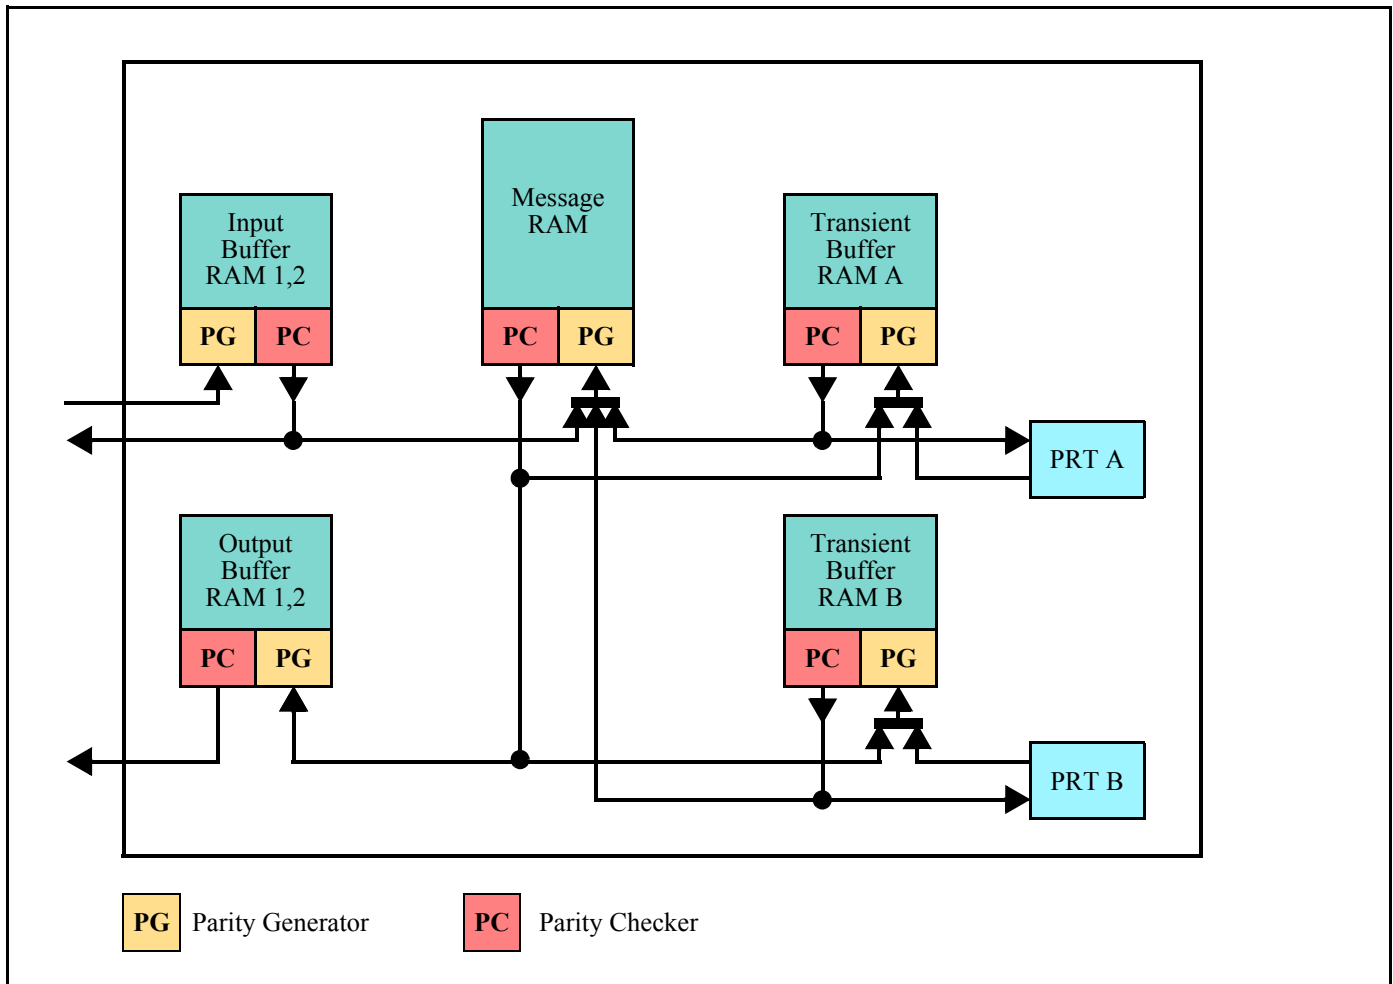 Message
RAM
Input
Buffer
RAM 1,2
Transient
Buffer
RAM A
PG
PC
PC
PG
PC
PG
PRT A
Output
Buffer
RAM 1,2
Transient
Buffer
RAM B
PC
PG
PC
PG
PRT B
PG
Parity Generator
PC
Parity Checker